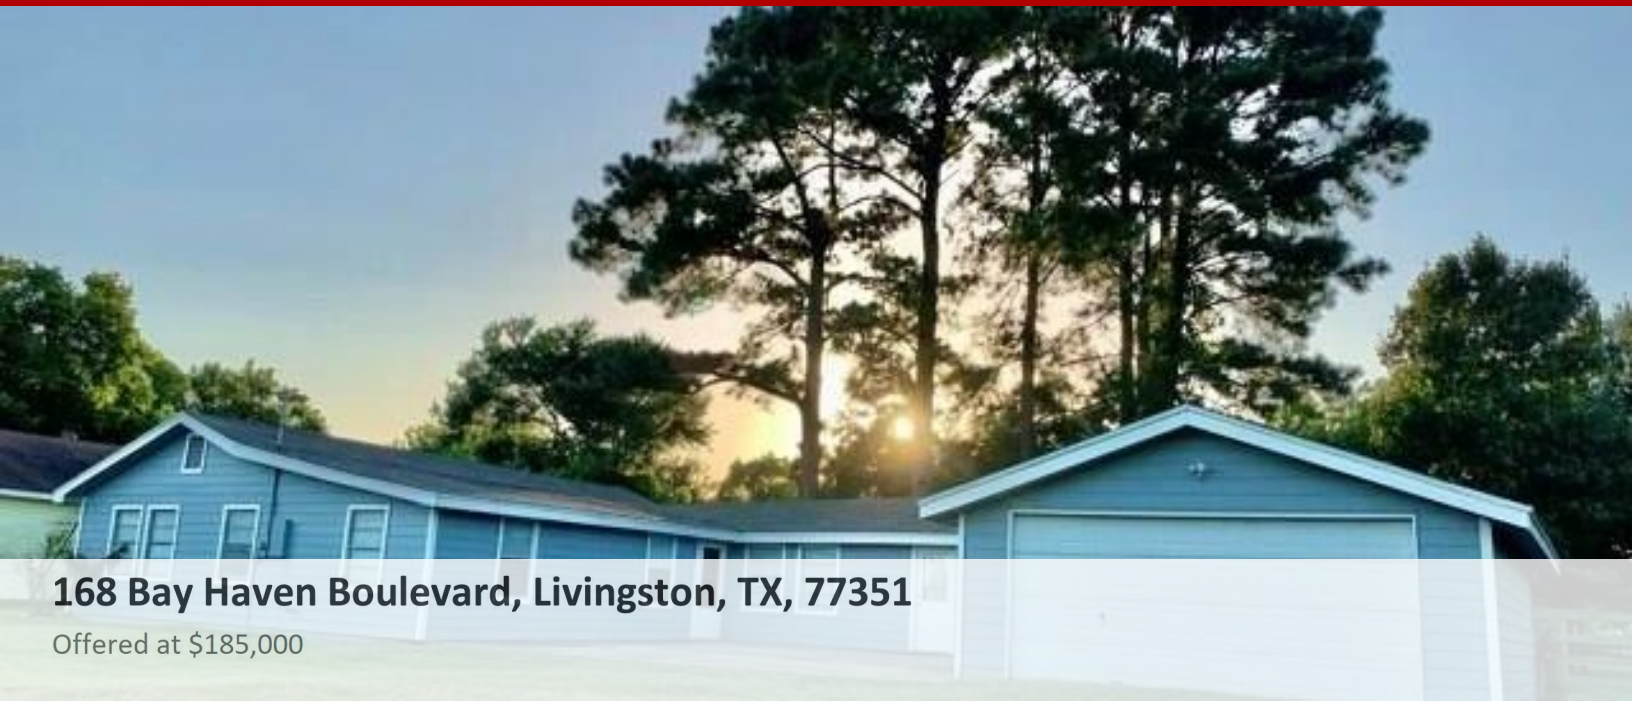 168 Bay Haven Boulevard, Livingston, TX, 77351
Offered at $185,000